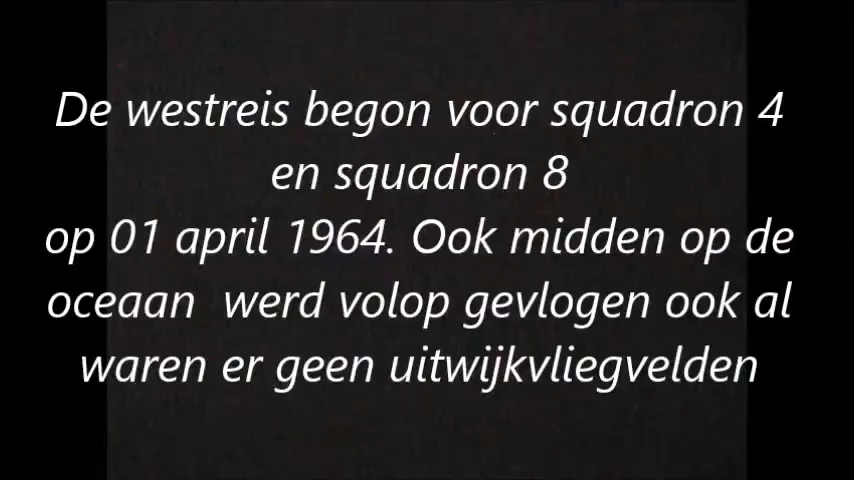 De westreis begon voor squadron 4
en squadron 8
op 01 april 1964. Ook midden op de
oceaan  werd volop gevlogen ook al
waren er geen uitwijkvliegvelden